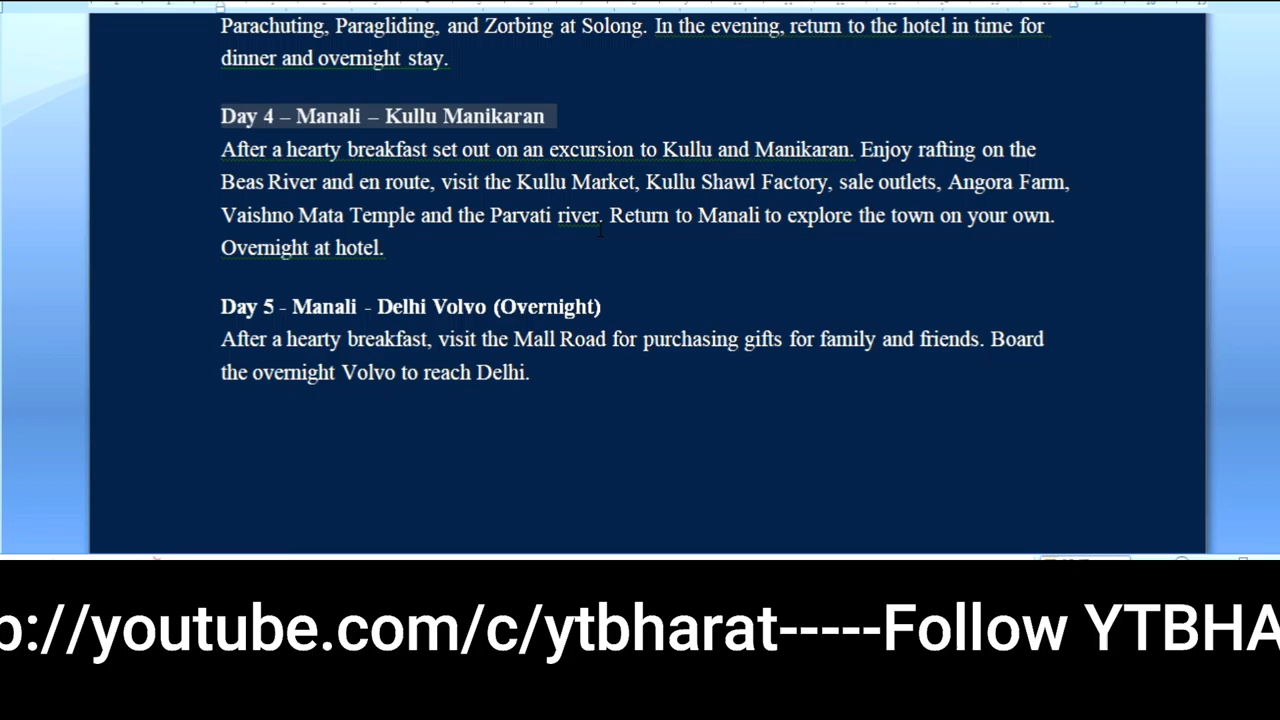 Parachuting, Paragliding, and Zorbing at Solong. In the evening, return to the hotel in time for
dinner and overnight stay.
Day 4 – Manali – Kullu Manikaran
After a hearty breakfast set out on an excursion to Kullu and Manikaran. Enjoy rafting on the
Beas River and en route, visit the Kullu Market, Kullu Shawl Factory, sale outlets, Angora Farm,
Vaishno Mata Temple and the Parvati river. Return to Manali to explore the town on your own.
Overnight at hotel.
Day 5 - Manali - Delhi Volvo (Overnight)
After a hearty breakfast, visit the Mall Road for purchasing gifts for family and friends. Board
the overnight Volvo to reach Delhi.
p://youtube.com/c/ytbharat-----Follow YTBHA